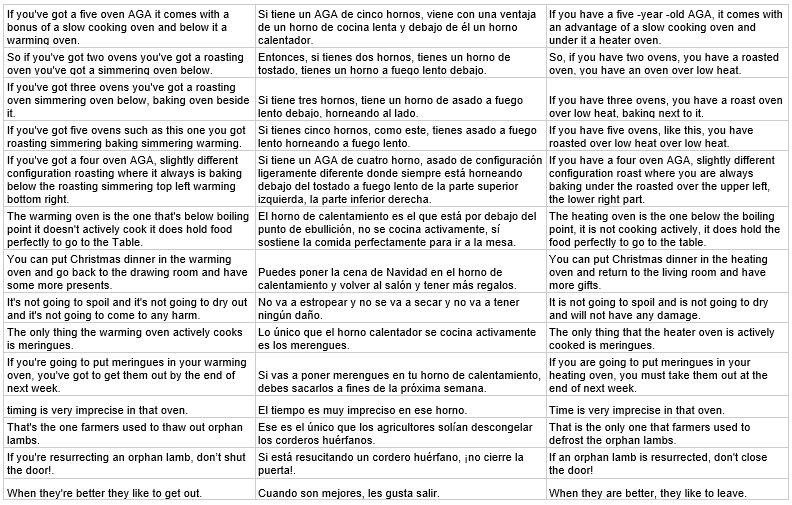 If you've got a five oven AGA it comes with a
bonus of a slow cooking oven and below it a
warming oven.
Si tiene un AGA de cinco hornos, viene con una ventaja
de un horno de cocina lenta y debajo de él un horno
calentador.
If you have a five -year -old AGA, it comes with
an advantage of a slow cooking oven and
under it a heater oven.
So if you've got two ovens you've got a roasting
oven you've got a simmering oven below.
Entonces, si tienes dos hornos, tienes un horno de
tostado, tienes un horno a fuego lento debajo.
So, if you have two ovens, you have a roasted
oven, you have an oven over low heat.
If you've got three ovens you've got a roasting
oven simmering oven below, baking oven beside
it.
Si tiene tres hornos, tiene un horno de asado a fuego
lento debajo, horneando al lado.
If you have three ovens, you have a roast oven
over low heat, baking next to it.
If you've got five ovens such as this one you got
roasting simmering baking simmering warming.
Si tienes cinco hornos, como este, tienes asado a fuego
lento horneando a fuego lento.
If you have five ovens, like this, you have
roasted over low heat over low heat.
If you've got a four oven AGA, slightly different
configuration roasting where it always is baking
below the roasting simmering top left warming
bottom right.
Si tiene un AGA de cuatro horno, asado de configuración
ligeramente diferente donde siempre está horneando
debajo del tostado a fuego lento de la parte superior
izquierda, la parte inferior derecha.
If you have a four oven AGA, slightly different
configuration roast where you are always
baking under the roasted over the upper left,
the lower right part.
The warming oven is the one that's below boiling
point it doesn't actively cook it does hold food
perfectly to go to the Table.
El horno de calentamiento es el que está por debajo del
punto de ebullición, no se cocina activamente, sí
sostiene la comida perfectamente para ir a la mesa.
The heating oven is the one below the boiling
point, it is not cooking actively, it does hold the
food perfectly to go to the table.
You can put Christmas dinner in the warming
oven and go back to the drawing room and have
some more presents.
Puedes poner la cena de Navidad en el horno de
calentamiento y volver al salón y tener más regalos.
You can put Christmas dinner in the heating
oven and return to the living room and have
more gifts.
It's not going to spoil and it's not going to dry out
and it's not going to come to any harm.
No va a estropear y no se va a secar y no va a tener
ningún daño.
It is not going to spoil and is not going to dry
and will not have any damage.
The only thing the warming oven actively cooks
is meringues.
Lo único que el horno calentador se cocina activamente
es los merengues.
The only thing that the heater oven is actively
cooked is meringues.
If you're going to put meringues in your warming
oven, you've got to get them out by the end of
next week.
Si vas a poner merengues en tu horno de calentamiento,
debes sacarlos a fines de la próxima semana.
If you are going to put meringues in your
heating oven, you must take them out at the
end of next week.
timing is very imprecise in that oven.
El tiempo es muy impreciso en ese horno.
Time is very imprecise in that oven.
That's the one farmers used to thaw out orphan
lambs.
Ese es el único que los agricultores solían descongelar
los corderos huérfanos.
That is the only one that farmers used to
defrost the orphan lambs.
If you're resurrecting an orphan lamb, don't shut
the door!.
Si está resucitando un cordero huérfano, ¡no cierre la
puerta!.
If an orphan lamb is resurrected, don't close
the door!
When they're better they like to get out.
Cuando son mejores, les gusta salir.
When they are better, they like to leave.